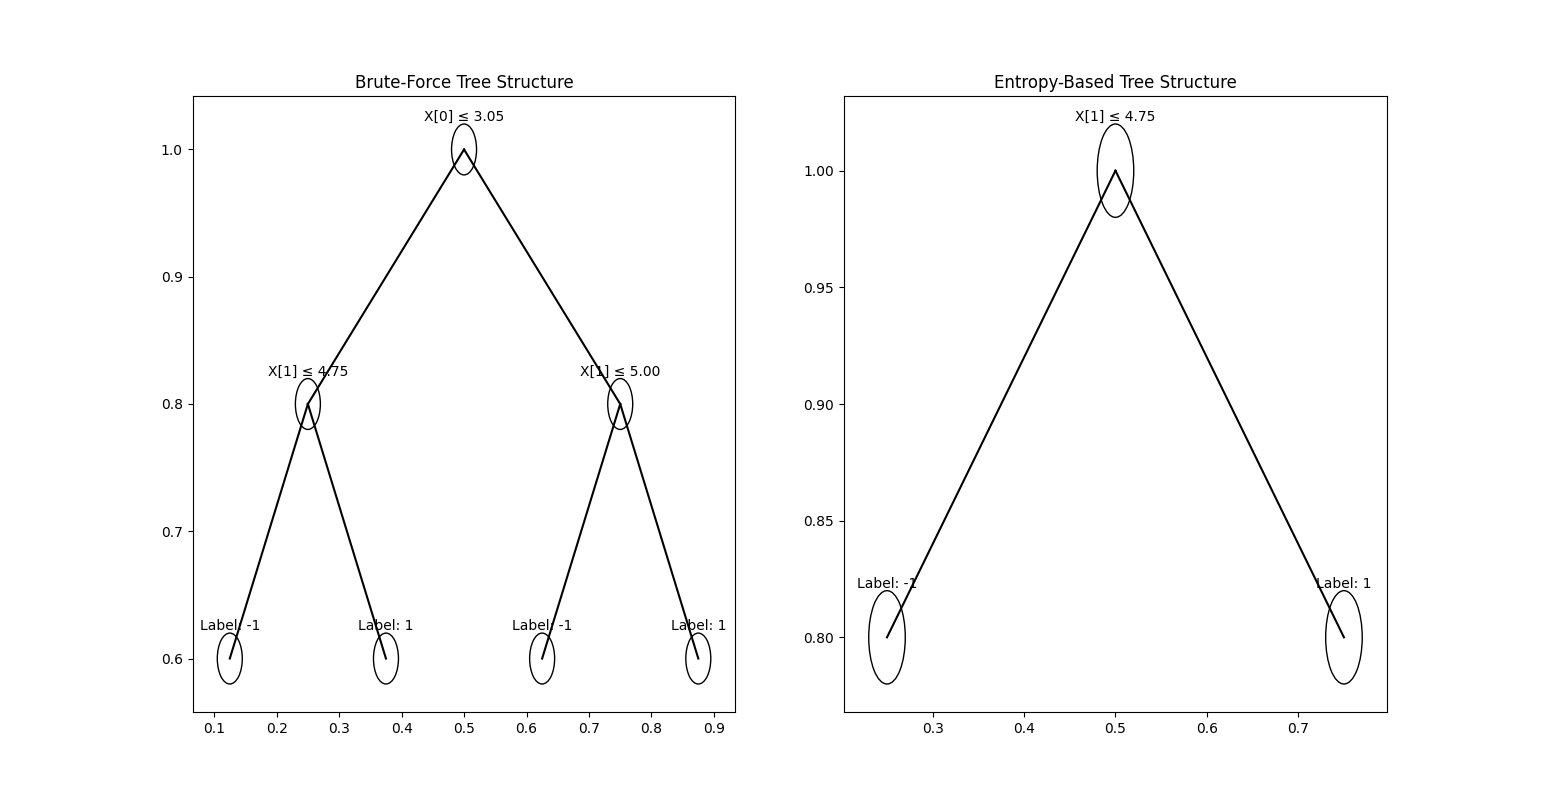 Brute-Force Tree Structure
X[0] ≤ 3.05
1.0
0.9
X[1] ≤ 4.75
X[1] ≤ 5.00
0.8
0.7
Label: -1
Label: 1
Label: -1
Label: 1
0.6
0.1 0.2 0.3 0.4 0.5 0.6 0.7 0.8 0.9
Entropy-Based Tree Structure
X[1] ≤ 4.75
1.00
0.95
0.90
0.85
Label: -1
Label: 1
0.80
0.3 0.4 0.5 0.6 0.7